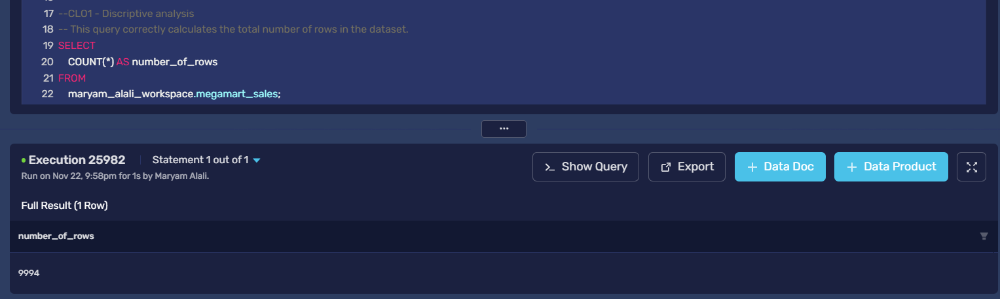 17 --CLO1 - Discriptive analysis
18 -- This query correctly calculates the total number of rows in the dataset.
19 SELECT
20 COUNT(*) AS number_of_rows
21 FROM
22 maryam_alali_workspace.megamart_sales;
...
Execution 25982 | Statement 1 out of 1
Show Query
Export
+ Data Doc
+ Data Product
Run on Nov 22, 9:58pm for 1s by Maryam Alali.
Full Result (1 Row)
number_of_rows
9994